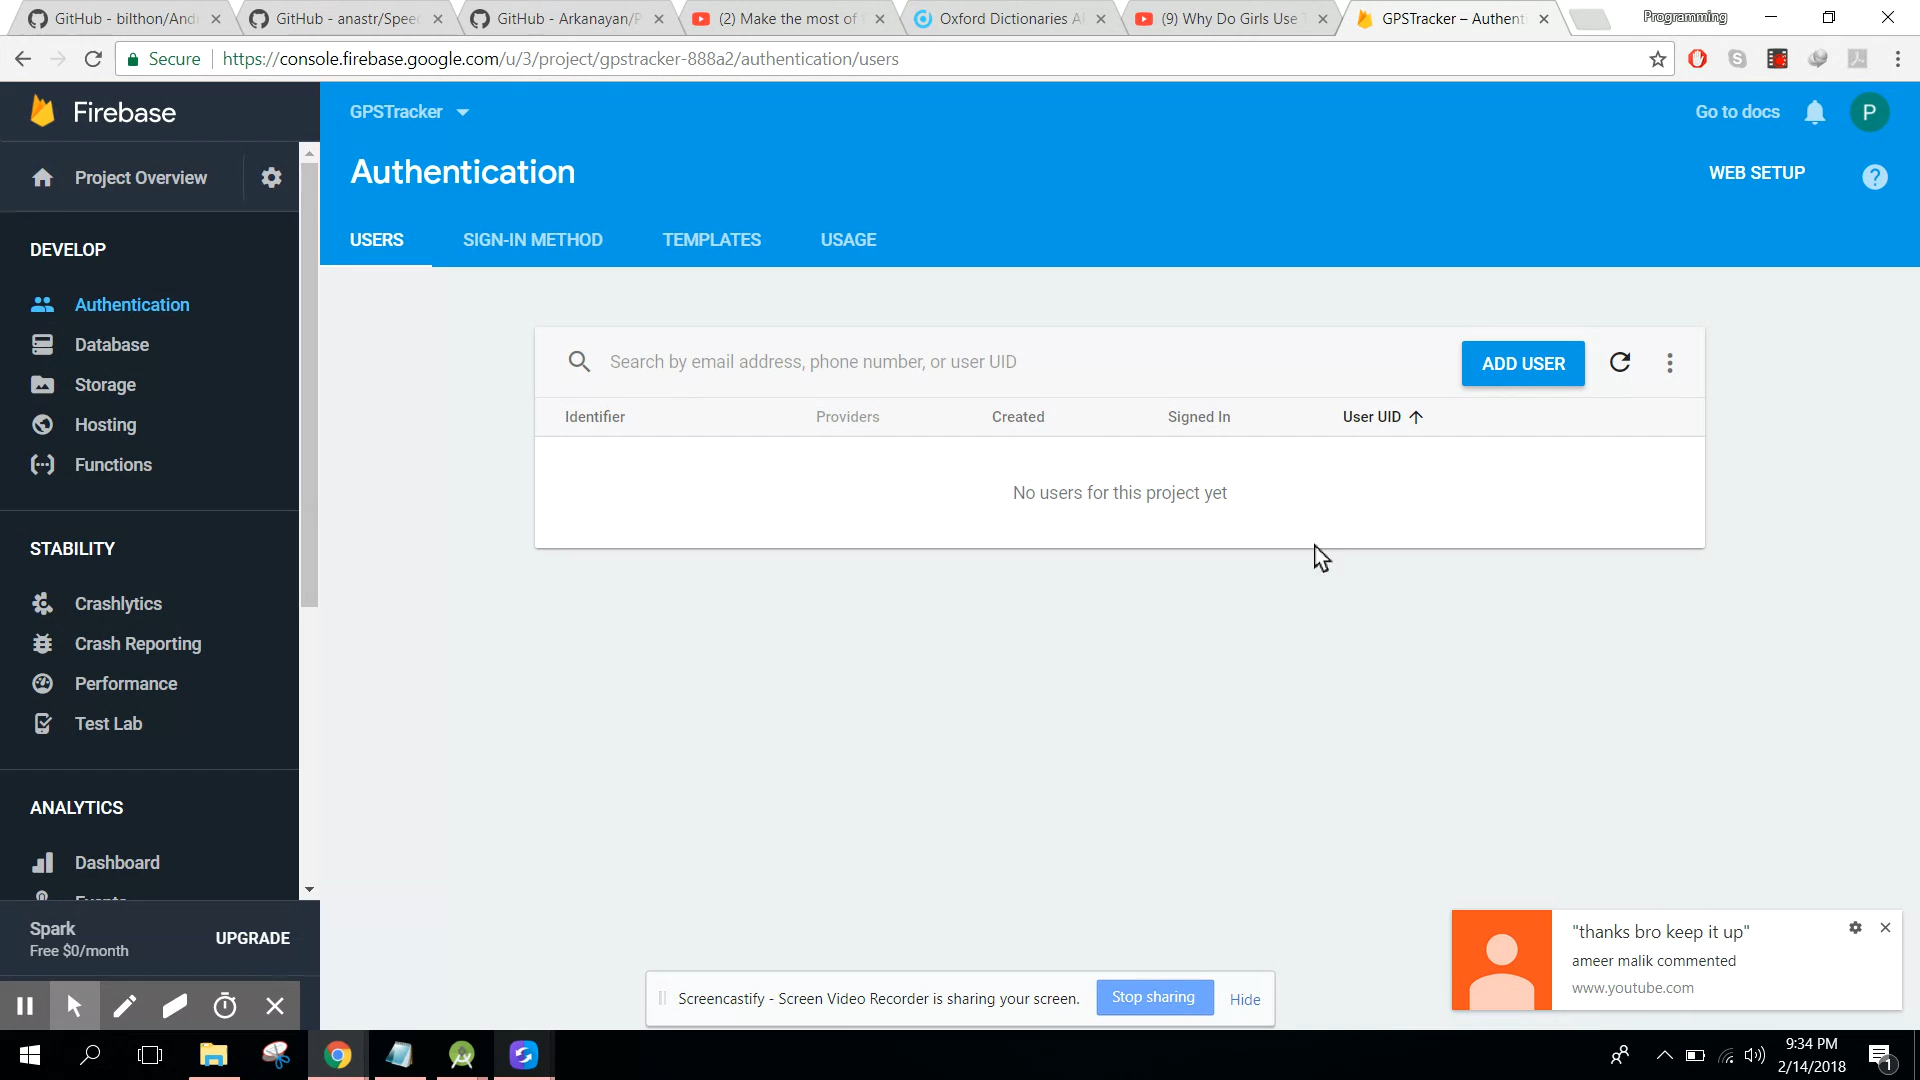 GitHub - bilthon/Andr
GitHub - anastr/Speed
GitHub - Arkanayan/P
(2) Make the most of
Oxford Dictionaries A
(9) Why Do Girls Use
GPSTracker – Authent
Programming
Secure
https://console.firebase.google.com/u/3/project/gpstracker-888a2/authentication/users
Firebase
GPSTracker
Go to docs
P
Project Overview
Authentication
WEB SETUP
?
USERS
SIGN-IN METHOD
TEMPLATES
USAGE
DEVELOP
Authentication
Database
Storage
Hosting
Functions
Search by email address, phone number, or user UID
ADD USER
Identifier
Providers
Created
Signed In
User UID
No users for this project yet
STABILITY
Crashlytics
Crash Reporting
Performance
Test Lab
ANALYTICS
Dashboard
Events
Spark
Free $0/month
UPGRADE
"thanks bro keep it up"
ameer malik commented
www.youtube.com
Screencastify - Screen Video Recorder is sharing your screen.
Stop sharing
Hide
9:34 PM
2/14/2018
1